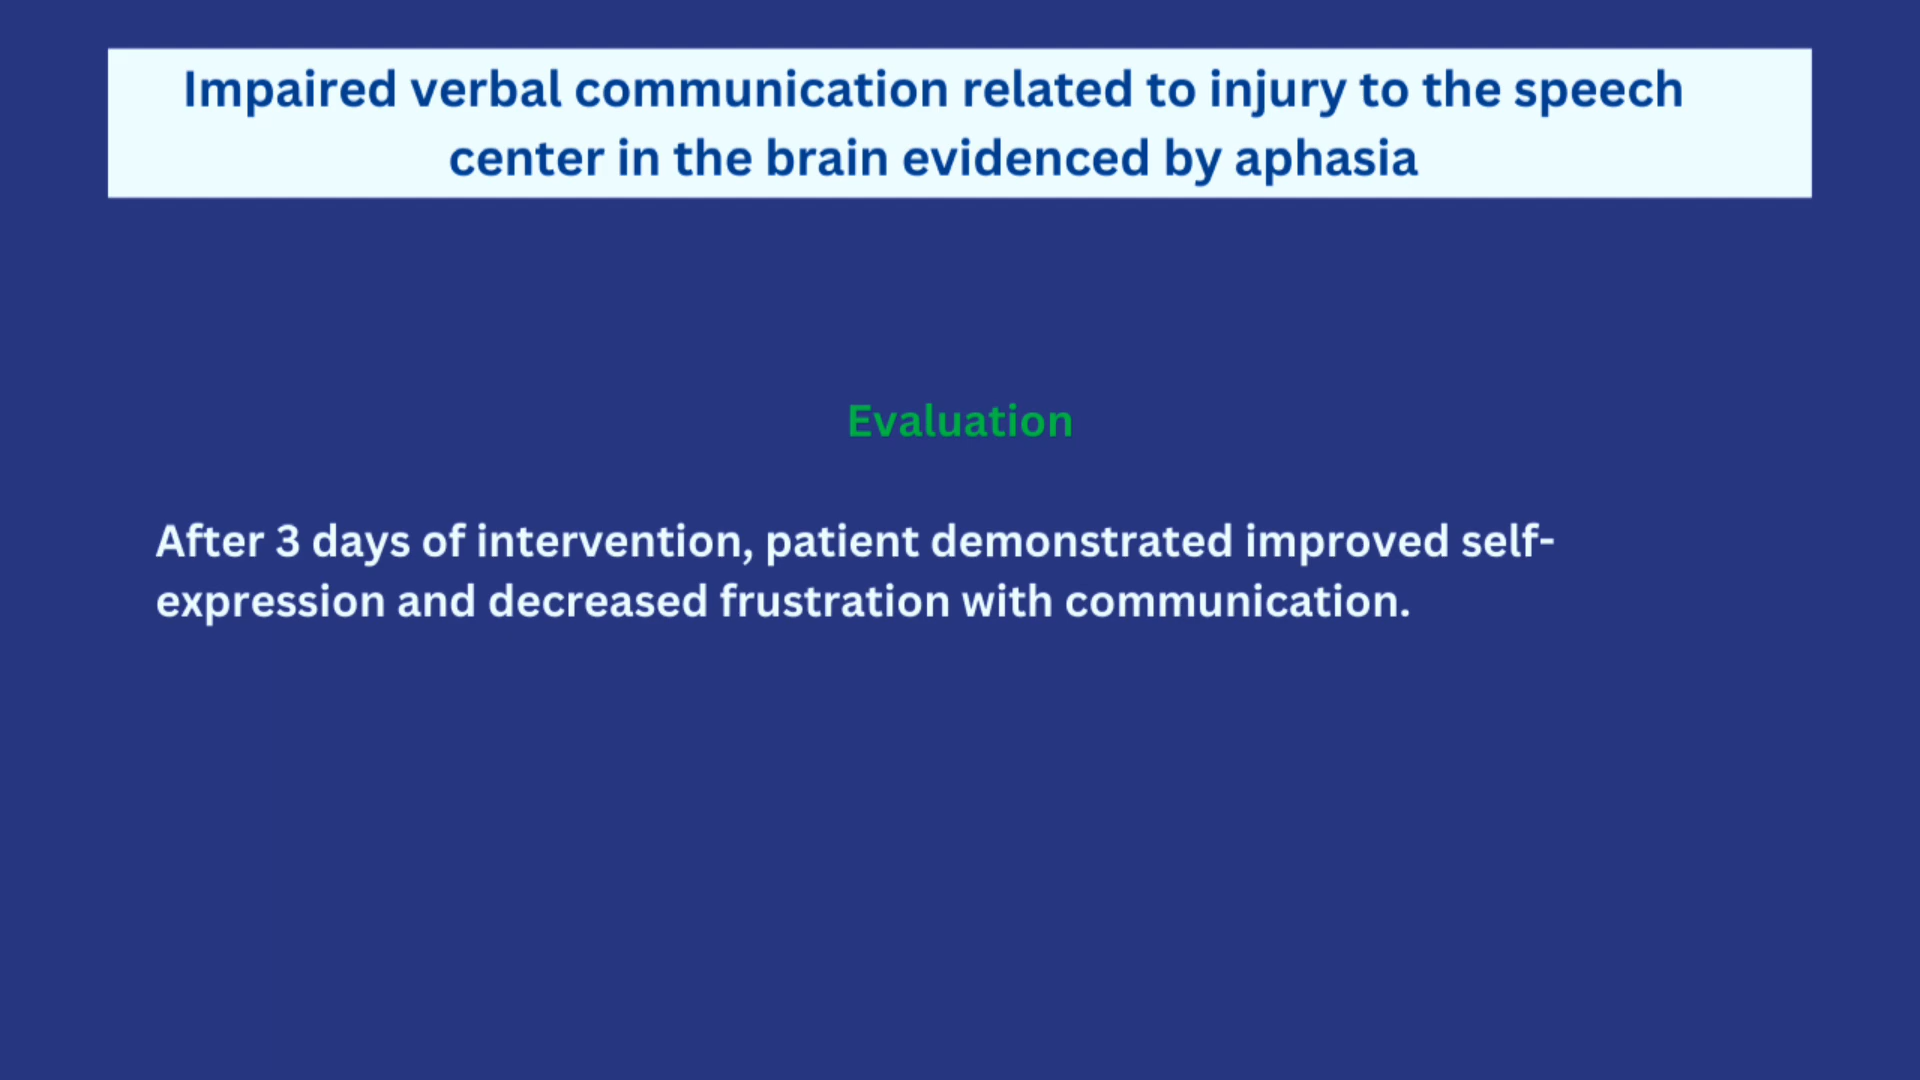 Impaired verbal communication related to injury to the speech
center in the brain evidenced by aphasia
Evaluation
After 3 days of intervention, patient demonstrated improved self-
expression and decreased frustration with communication.